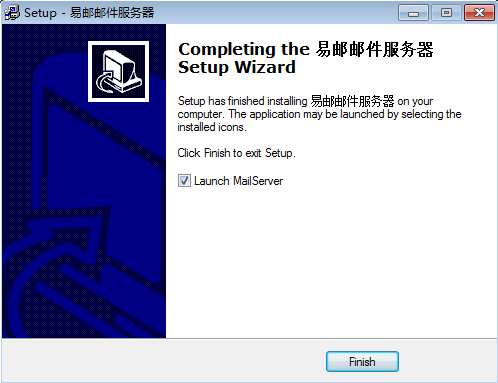 Setup - 易邮邮件服务器
Completing the 易邮邮件服务器
Setup Wizard
Setup has finished installing 易邮邮件服务器 on your
computer. The application may be launched by selecting the
installed icons.
Click Finish to exit Setup.
Launch MailServer
Finish